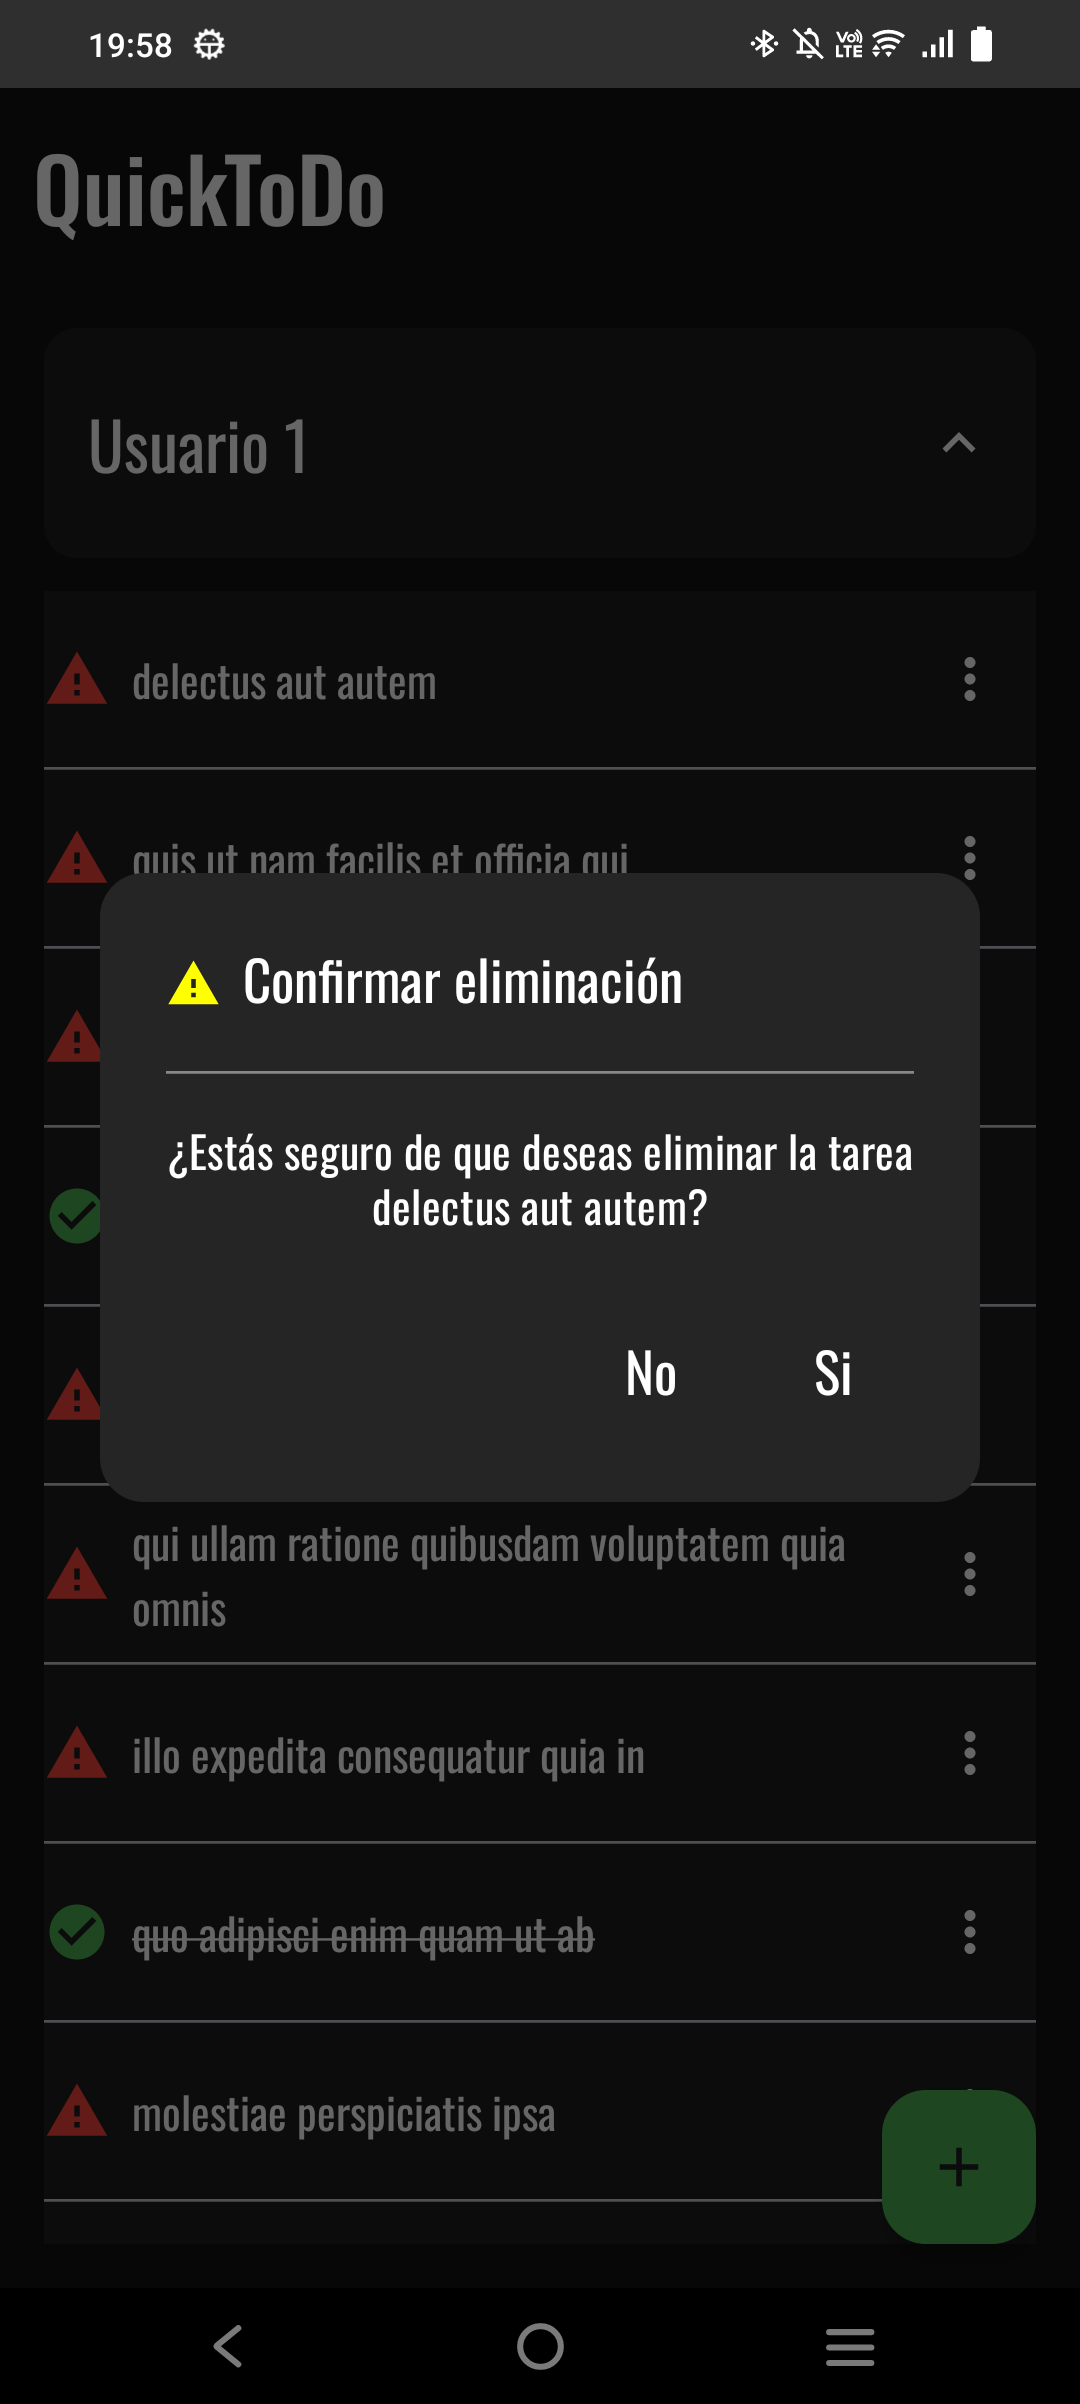 19:58
VoLTE
QuickToDo
Usuario 1
delectus aut autem
quis ut nam facilis et officia qui
Confirmar eliminación
¿Estás seguro de que deseas eliminar la tarea
delectus aut autem?
No
Si
qui ullam ratione quibusdam voluptatem quia
omnis
illo expedita consequatur quia in
quo adipisci enim quam ut ab
molestiae perspiciatis ipsa